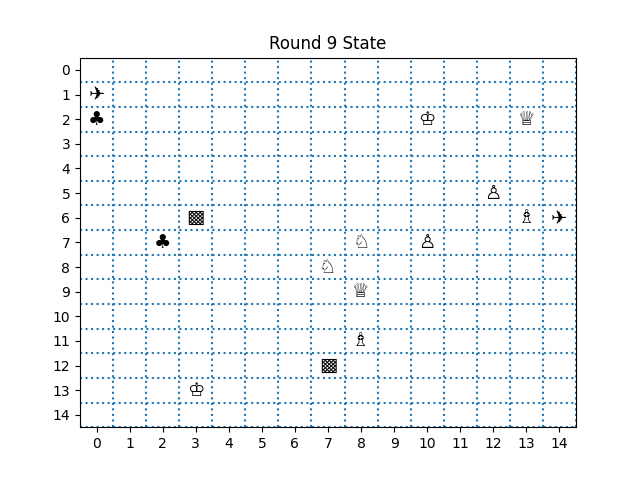 Round 9 State
0
1 ✈
2 ♣ ♔ ♕
3
4
5 ♙
6 ▩ ♗ ✈
7 ♣ ♘ ♙
8 ♘
9 ♕
10
11 ♗
12 ▩
13 ♔
14
0 1 2 3 4 5 6 7 8 9 10 11 12 13 14